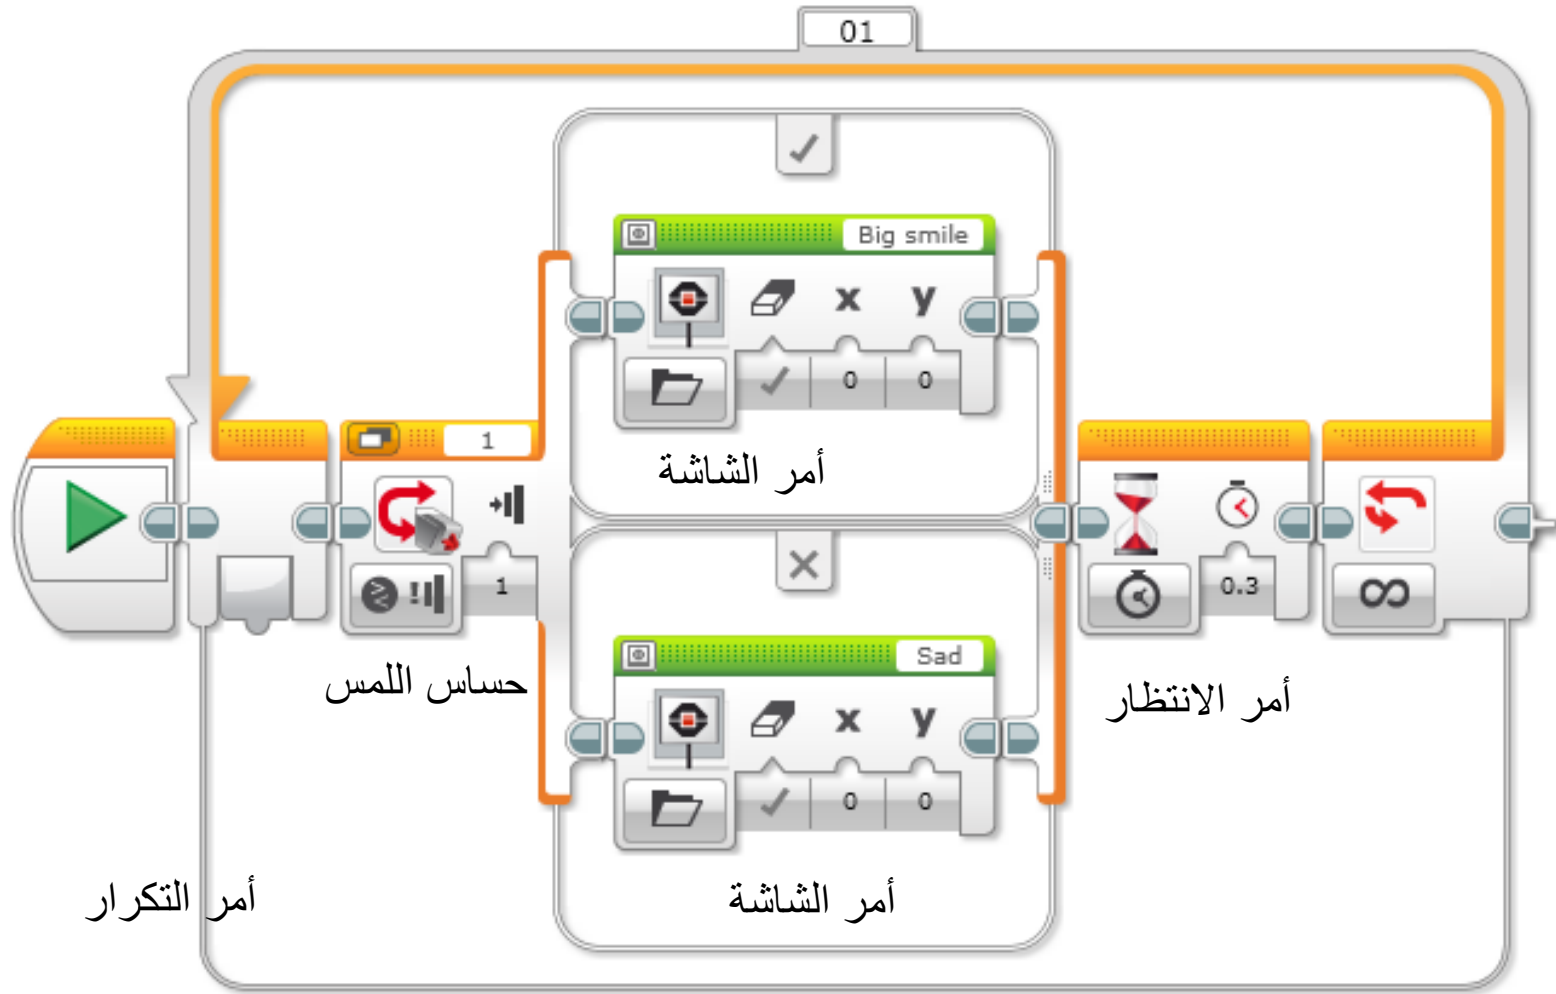 01
Big smile
x y
0 0
1
أمر الشاشة
1
0.3
Sad
حساس اللمس
أمر الانتظار
x y
0 0
أمر التكرار
أمر الشاشة